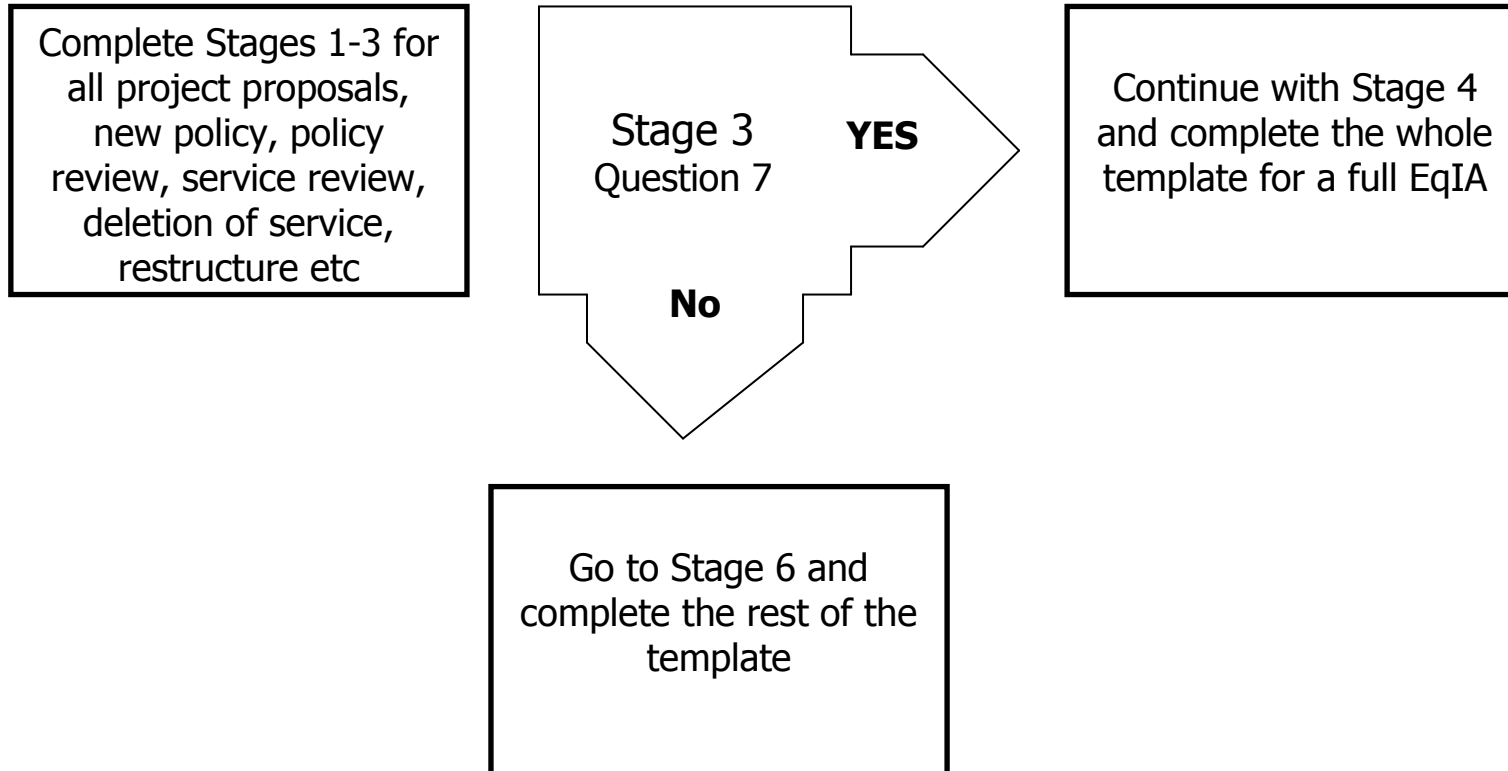 Complete Stages 1-3 for
all project proposals,
new policy, policy
review, service review,
deletion of service,
restructure etc
Stage 3
Question 7
YES
No
Continue with Stage 4
and complete the whole
template for a full EqIA
Go to Stage 6 and
complete the rest of the
template